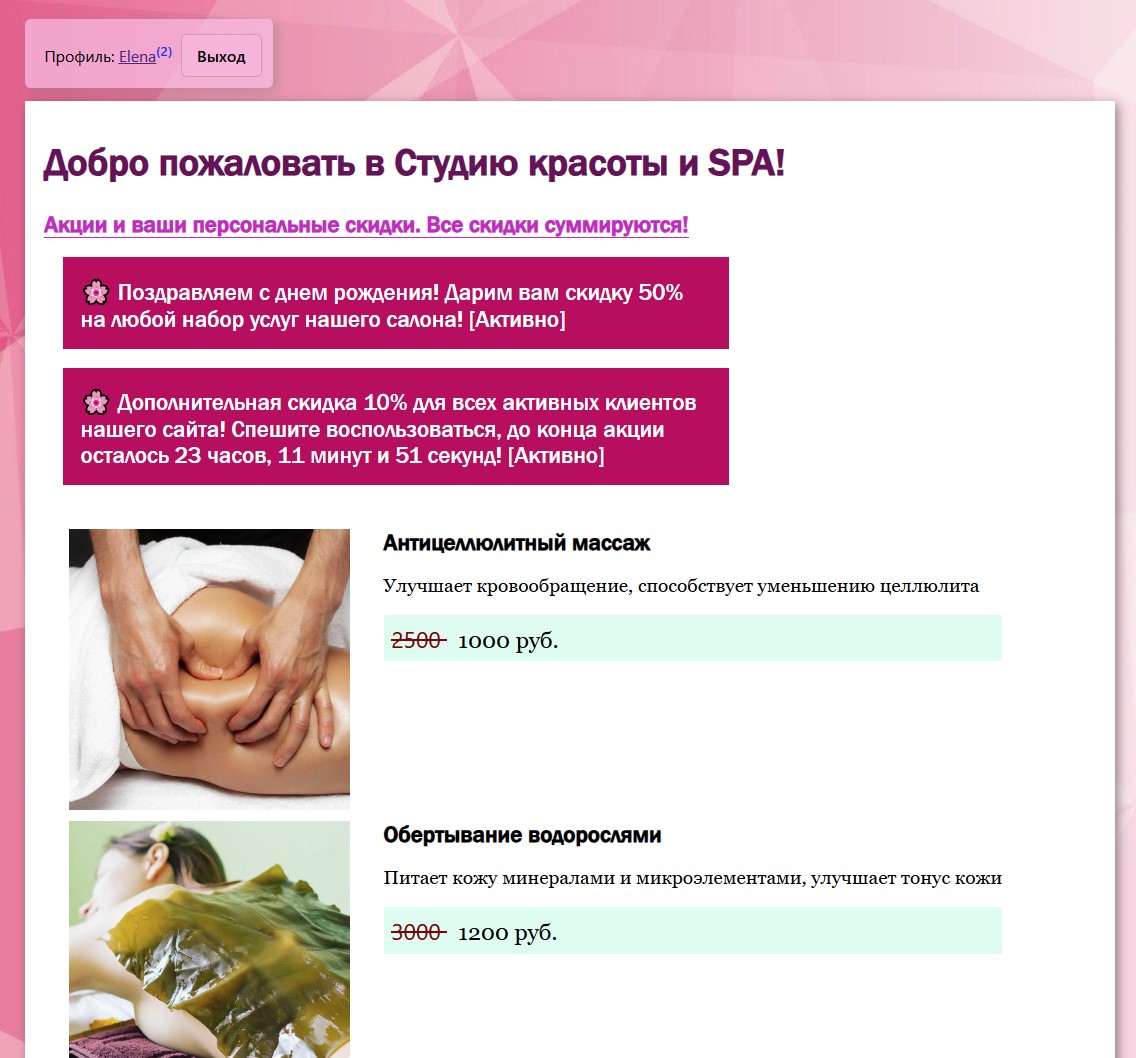 Профиль: Elena(2) Выход
Добро пожаловать в Студию красоты и SPA!
Акции и ваши персональные скидки. Все скидки суммируются!
🌸 Поздравляем с днем рождения! Дарим вам скидку 50%
на любой набор услуг нашего салона! [Активно]
🌸 Дополнительная скидка 10% для всех активных клиентов
нашего сайта! Спешите воспользоваться, до конца акции
осталось 23 часов, 11 минут и 51 секунд! [Активно]
Антицеллюлитный массаж
Улучшает кровообращение, способствует уменьшению целлюлита
2500 1000 руб.
Обертывание водорослями
Питает кожу минералами и микроэлементами, улучшает тонус кожи
3000 1200 руб.